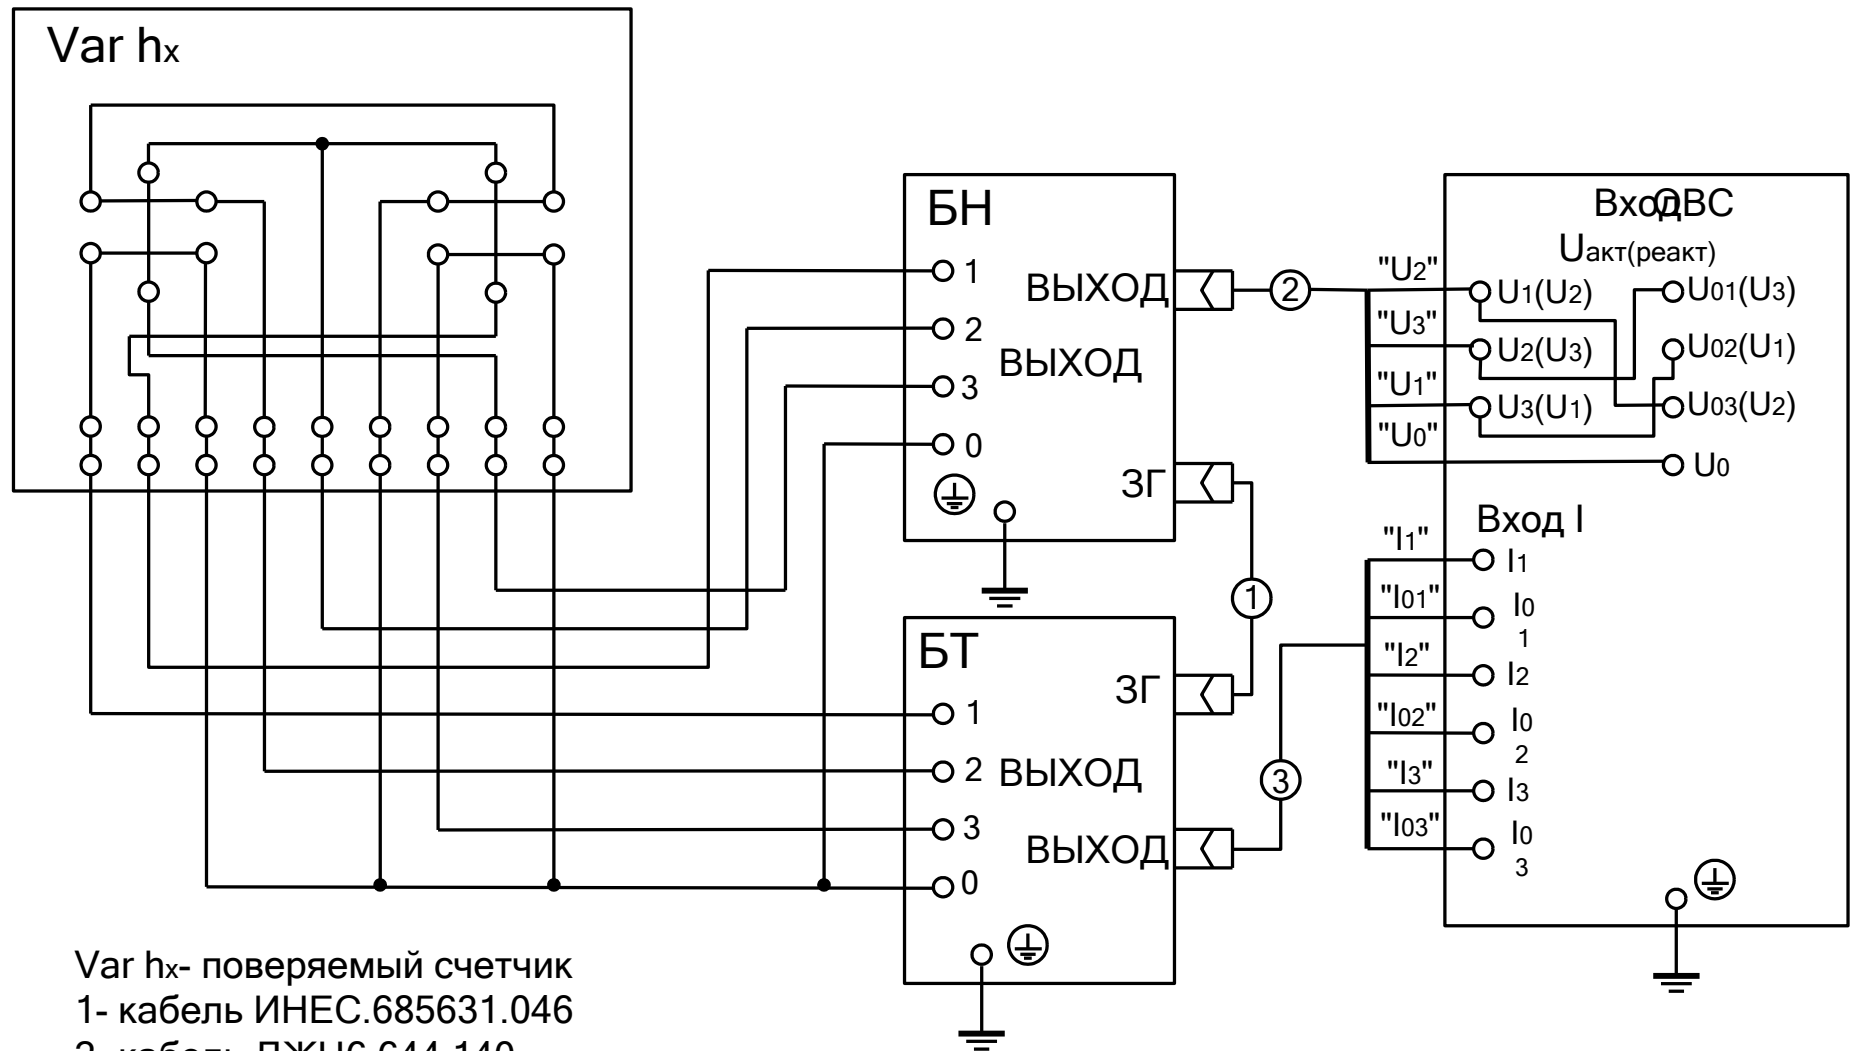 Var hx
БН
1
ВЫХОД
2
ВЫХОД
3
0
ЗГ
2
1
БТ
ЗГ
1
2 ВЫХОД
3
ВЫХОД
0
3
Вход
ОВС
Uакт(реакт)
"U2"
U1(U2)
U01(U3)
"U3"
U2(U3)
U02(U1)
"U1"
U3(U1)
U03(U2)
"U0"
U0
Вход I
"I1"
I1
"I01"
I0
1
"I2"
I2
"I02"
I0
2
"I3"
I3
"I03"
I0
3
Var hx- поверяемый счетчик
1- кабель ИНЕС.685631.046